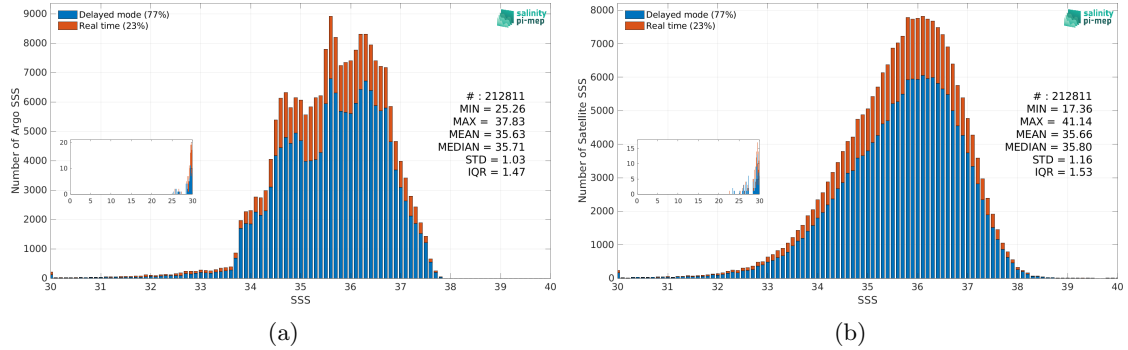 Delayed mode (77%)
Real time (23%)
salinity
pi-mep
9000
8000
7000
6000
5000
4000
3000
2000
1000
0
Number of Argo SSS
# : 212811
MIN = 25.26
MAX = 37.83
MEAN = 35.63
MEDIAN = 35.71
STD = 1.03
IQR = 1.47
20
15
10
5
0
0 5 10 15 20 25 30
30 31 32 33 34 35 36 37 38 39 40
SSS
(a)
Delayed mode (77%)
Real time (23%)
salinity
pi-mep
8000
7000
6000
5000
4000
3000
2000
1000
0
Number of Satellite SSS
# : 212811
MIN = 17.36
MAX = 41.14
MEAN = 35.66
MEDIAN = 35.80
STD = 1.16
IQR = 1.53
15
10
5
0
0 5 10 15 20 25 30
30 31 32 33 34 35 36 37 38 39 40
SSS
(b)